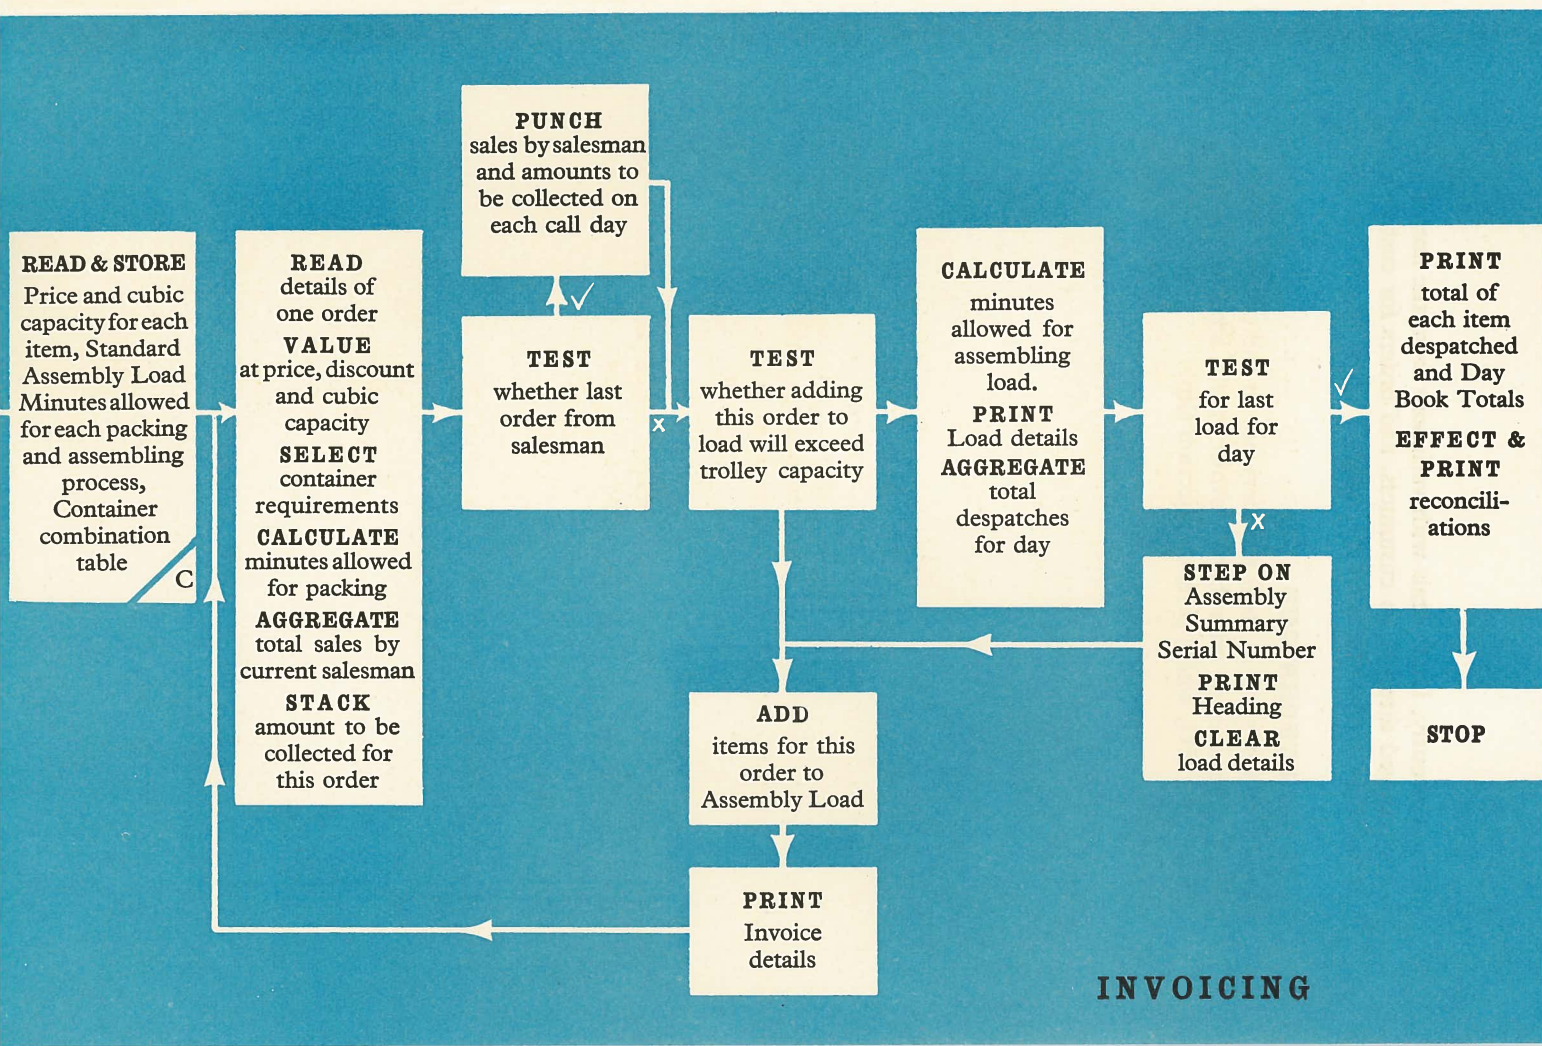 READ & STORE
Price and cubic
capacity for each
item, Standard
Assembly Load
Minutes allowed
for each packing
and assembling
process,
Container
combination
table
C
READ
details of
one order
VALUE
at price, discount
and cubic
capacity
SELECT
container
requirements
CALCULATE
minutes allowed
for packing
AGGREGATE
total sales by
current salesman
STACK
amount to be
collected for
this order
PUNCH
sales by salesman
and amounts to
be collected on
each call day
✓
TEST
whether last
order from
salesman
x
TEST
whether adding
this order to
load will exceed
trolley capacity
ADD
items for this
order to
Assembly Load
PRINT
Invoice
details
CALCULATE
minutes
allowed for
assembling
load.
PRINT
Load details
AGGREGATE
total
despatches
for day
TEST
for last
load for
day
✓
x
STEP ON
Assembly
Summary
Serial Number
PRINT
Heading
CLEAR
load details
PRINT
total of
each item
despatched
and Day
Book Totals
EFFECT &
PRINT
reconcili-
ations
STOP
INVOICING